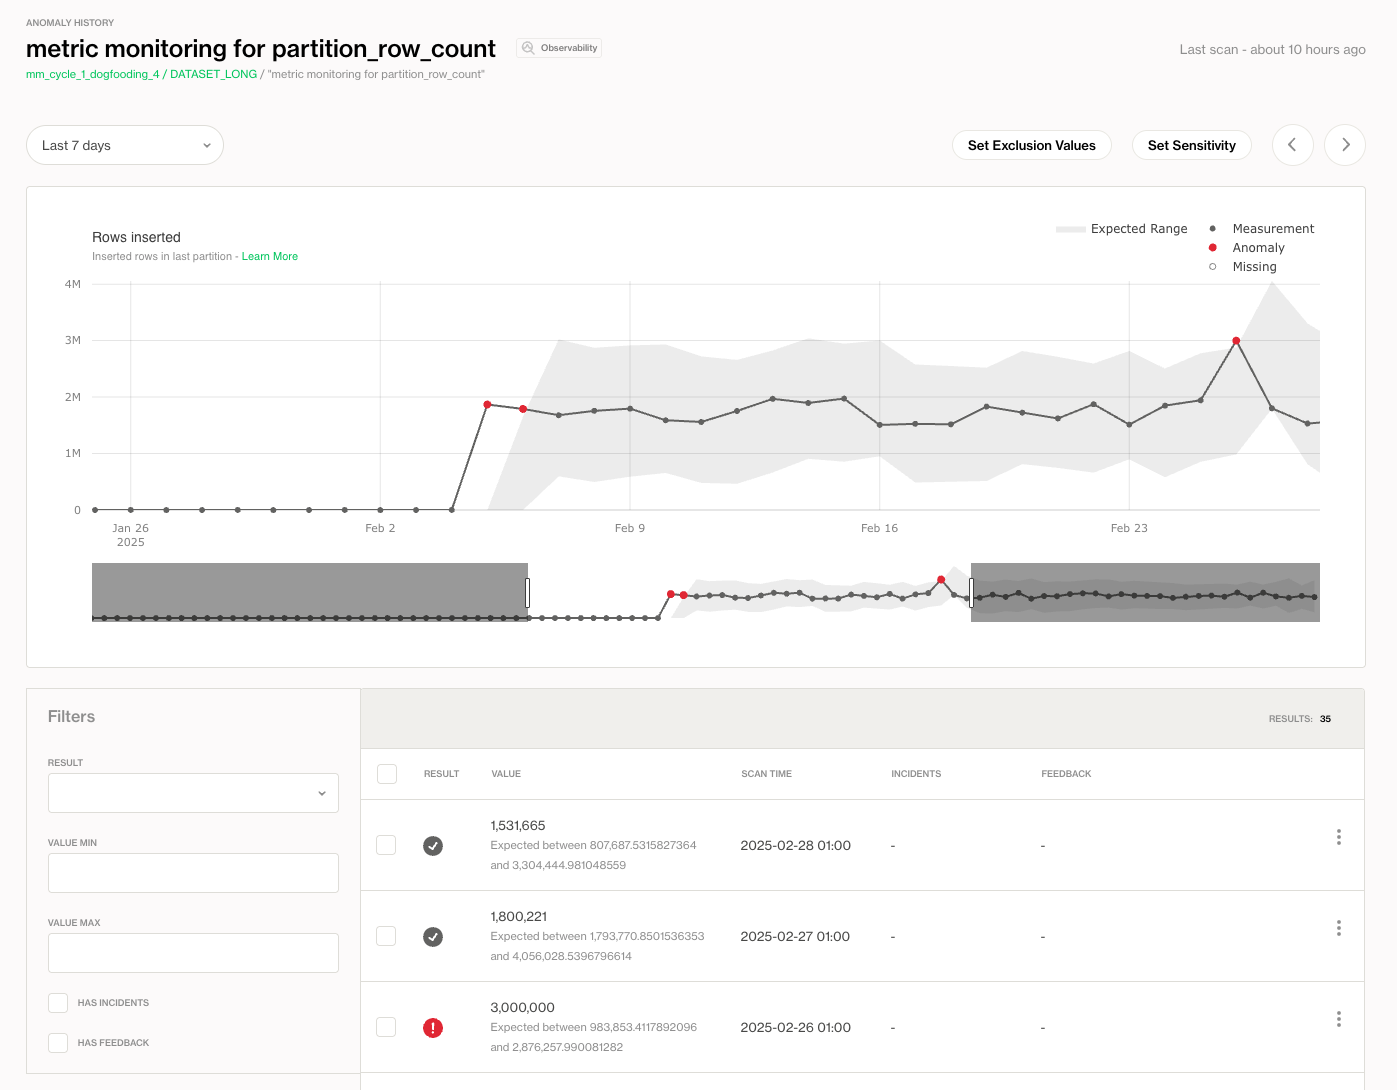 ANOMALY HISTORY
metric monitoring for partition_row_count
Observability
Last scan - about 10 hours ago
mm_cycle_1_dogfooding_4 / DATASET_LONG / "metric monitoring for partition_row_count"
Last 7 days
Set Exclusion Values
Set Sensitivity
Rows inserted
Inserted rows in last partition - Learn More
Expected Range
Measurement
Anomaly
Missing
4M
3M
2M
1M
0
Jan 26
2025
Feb 2
Feb 9
Feb 16
Feb 23
Filters
RESULT
VALUE MIN
VALUE MAX
HAS INCIDENTS
HAS FEEDBACK
RESULTS: 35
RESULT VALUE SCAN TIME INCIDENTS FEEDBACK
1,531,665
Expected between 807,687.5315827364
and 3,304,444.981048559
2025-02-28 01:00 - -
1,800,221
Expected between 1,793,770.8501536353
and 4,056,028.5396796614
2025-02-27 01:00 - -
3,000,000
Expected between 983,853.4117892096
and 2,876,257.990081282
2025-02-26 01:00 - -